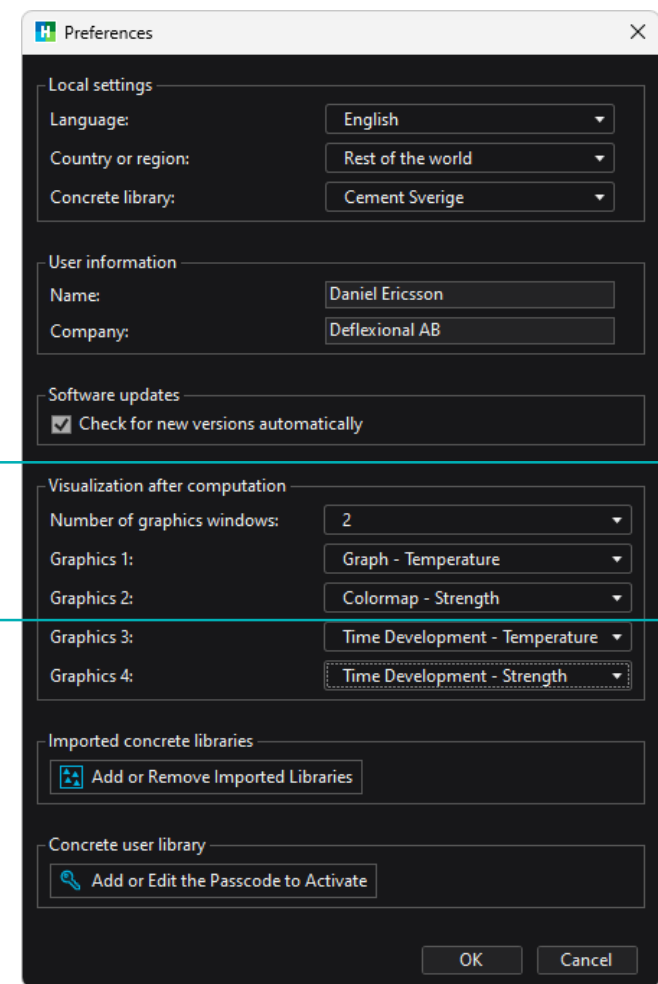 Preferences
Local settings
Language: English
Country or region: Rest of the world
Concrete library: Cement Sverige
User information
Name: Daniel Ericsson
Company: Deflexional AB
Software updates
Check for new versions automatically
Visualization after computation
Number of graphics windows: 2
Graphics 1: Graph - Temperature
Graphics 2: Colormap - Strength
Graphics 3: Time Development - Temperature
Graphics 4: Time Development - Strength
Imported concrete libraries
Add or Remove Imported Libraries
Concrete user library
Add or Edit the Passcode to Activate
OK Cancel